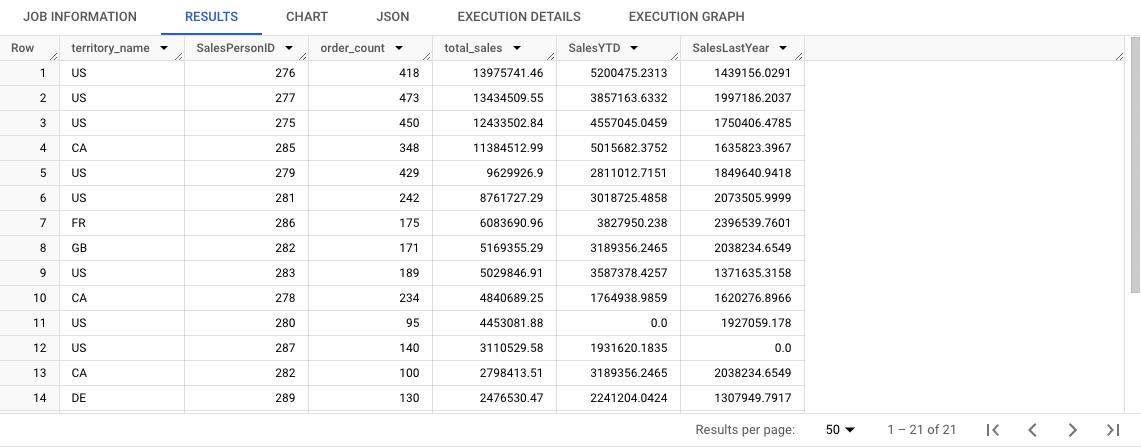 JOB INFORMATION RESULTS CHART JSON EXECUTION DETAILS EXECUTION GRAPH
Row territory_name SalesPersonID order_count total_sales SalesYTD SalesLastYear
1 US 276 418 13975741.46 5200475.2313 1439156.0291
2 US 277 473 13434509.55 3857163.6332 1997186.2037
3 US 275 450 12433502.84 4557045.0459 1750406.4785
4 CA 285 348 11384512.99 5015682.3752 1635823.3967
5 US 279 429 9629926.9 2811012.7151 1849640.9418
6 US 281 242 8761727.29 3018725.4858 2073505.9999
7 FR 286 175 6083690.96 3827950.238 2396539.7601
8 GB 282 171 5169355.29 3189356.2465 2038234.6549
9 US 283 189 5029846.91 3587378.4257 1371635.3158
10 CA 278 234 4840689.25 1764938.9859 1620276.8966
11 US 280 95 4453081.88 0.0 1927059.178
12 US 287 140 3110529.58 1931620.1835 0.0
13 CA 282 100 2798413.51 3189356.2465 2038234.6549
14 DE 289 130 2476530.47 2241204.0424 1307949.7917
Results per page: 50 1 – 21 of 21